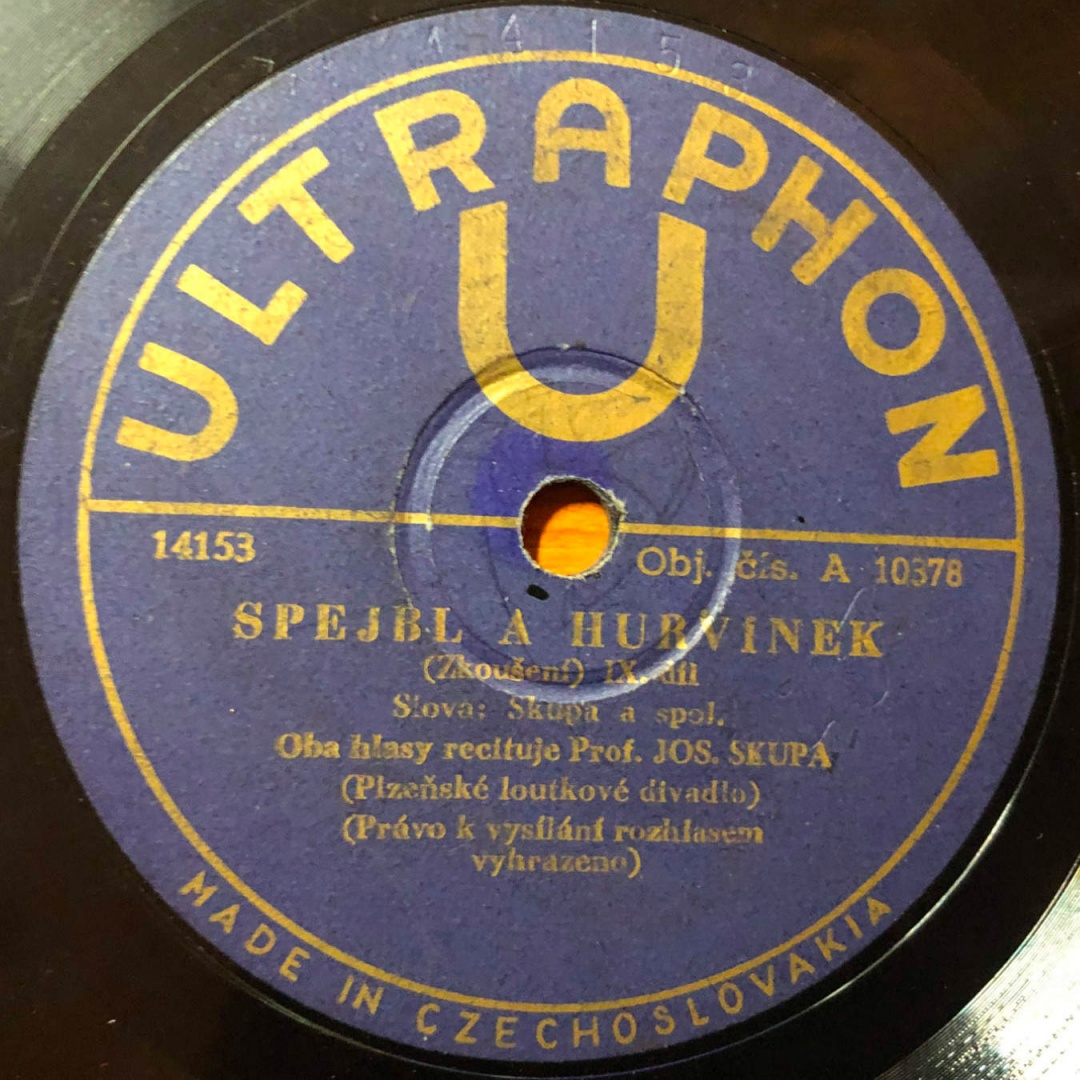 14153
ULTRAPHON
U
14153
Obj. čís. A 10378
SPEJBL A HURVÍNEK
(Zkoušení) IX. díl
Slova: Skupa a spol.
Oba hlasy recituje Prof. JOS. SKUPA
(Plzeňské loutkové divadlo)
(Právo k vysílání rozhlasem
vyhrazeno)
MADE IN CZECHOSLOVAKIA